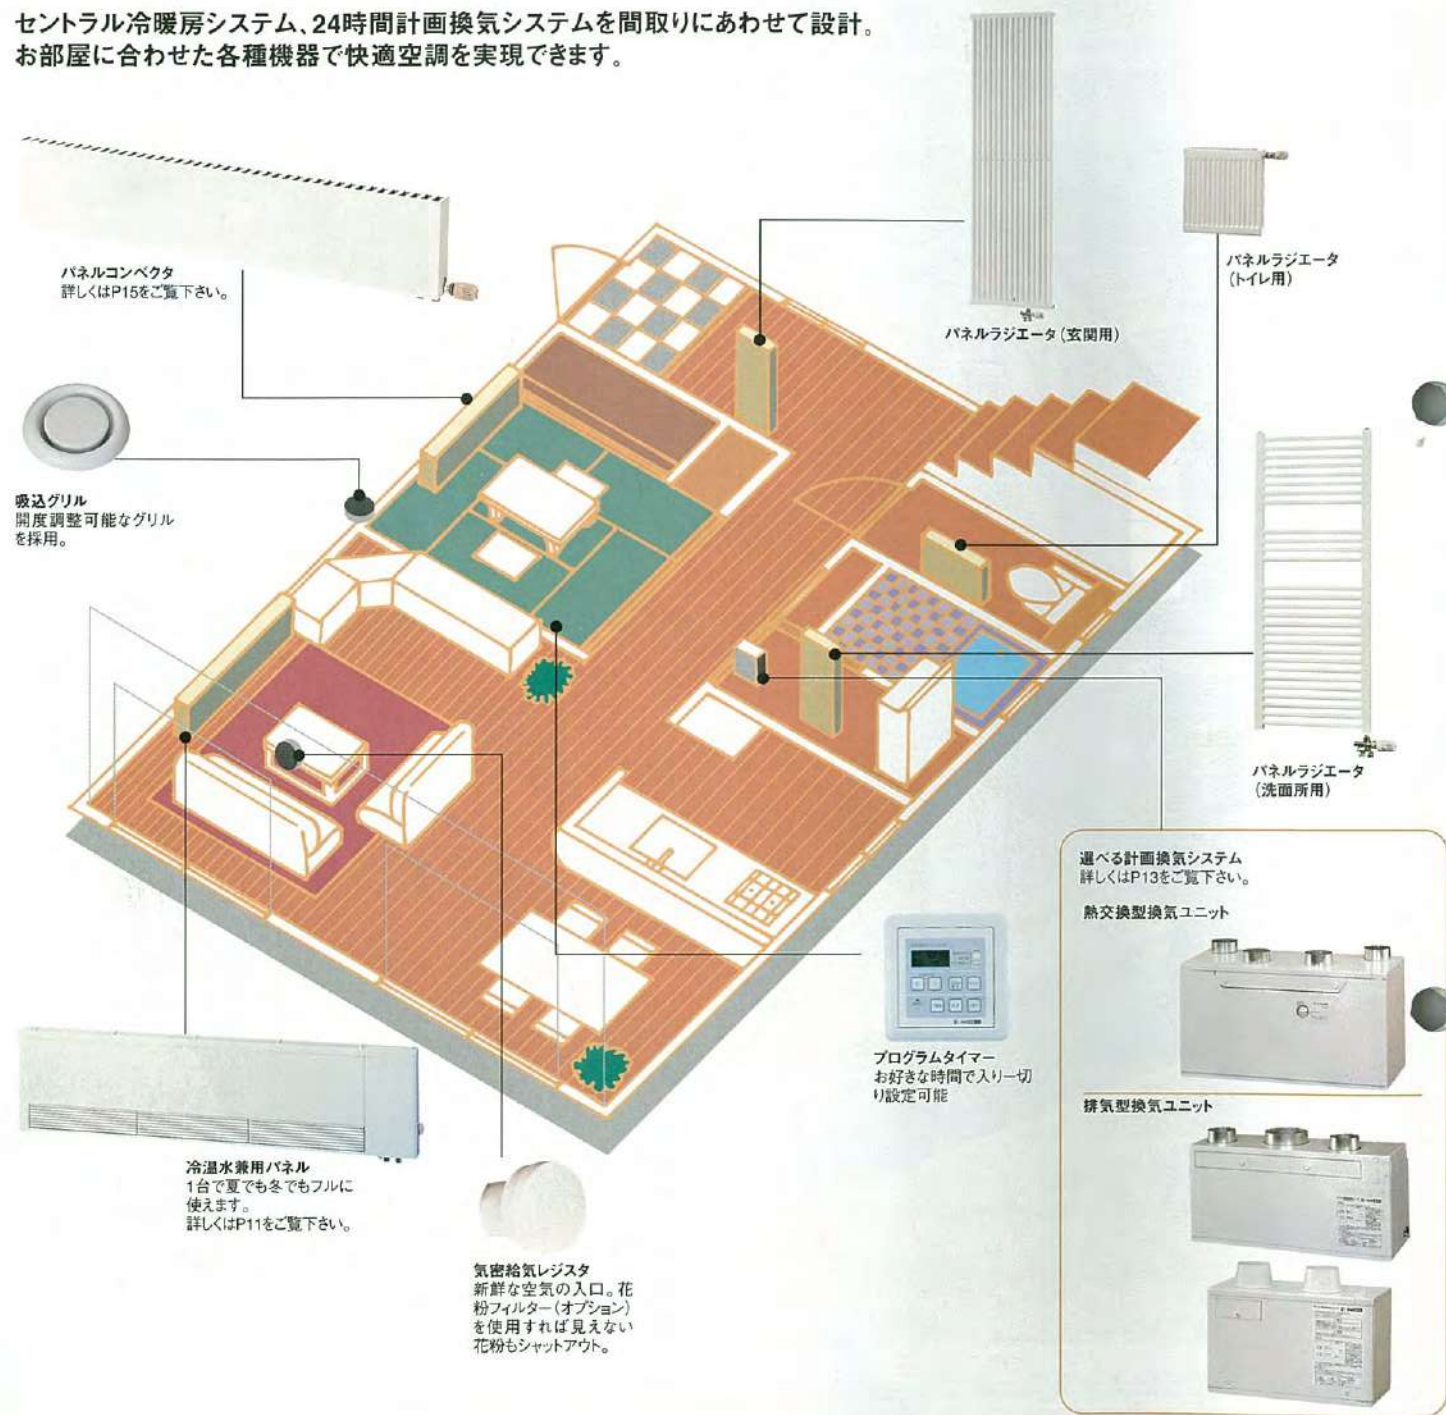 セントラル冷暖房システム、24時間計画換気システムを間取りにあわせて設計。
お部屋に合わせた各種機器で快適空調を実現できます。
パネルコンベクタ
詳しくはP15をご覧下さい。
パネルラジエータ(玄関用)
パネルラジエータ
(トイレ用)
吸込グリル
開度調整可能なグリル
を採用。
パネルラジエータ
(洗面所用)
選べる計画換気システム
詳しくはP13をご覧下さい。
熱交換型換気ユニット
排気型換気ユニット
プログラムタイマー
お好きな時間で入り一切
り設定可能
冷温水兼用パネル
1台で夏でも冬でもフルに
使えます。
詳しくはP11をご覧下さい。
気密給気レジスタ
新鮮な空気の入口。花
粉フィルター(オプション)
を使用すれば見えない
花粉もシャットアウト。